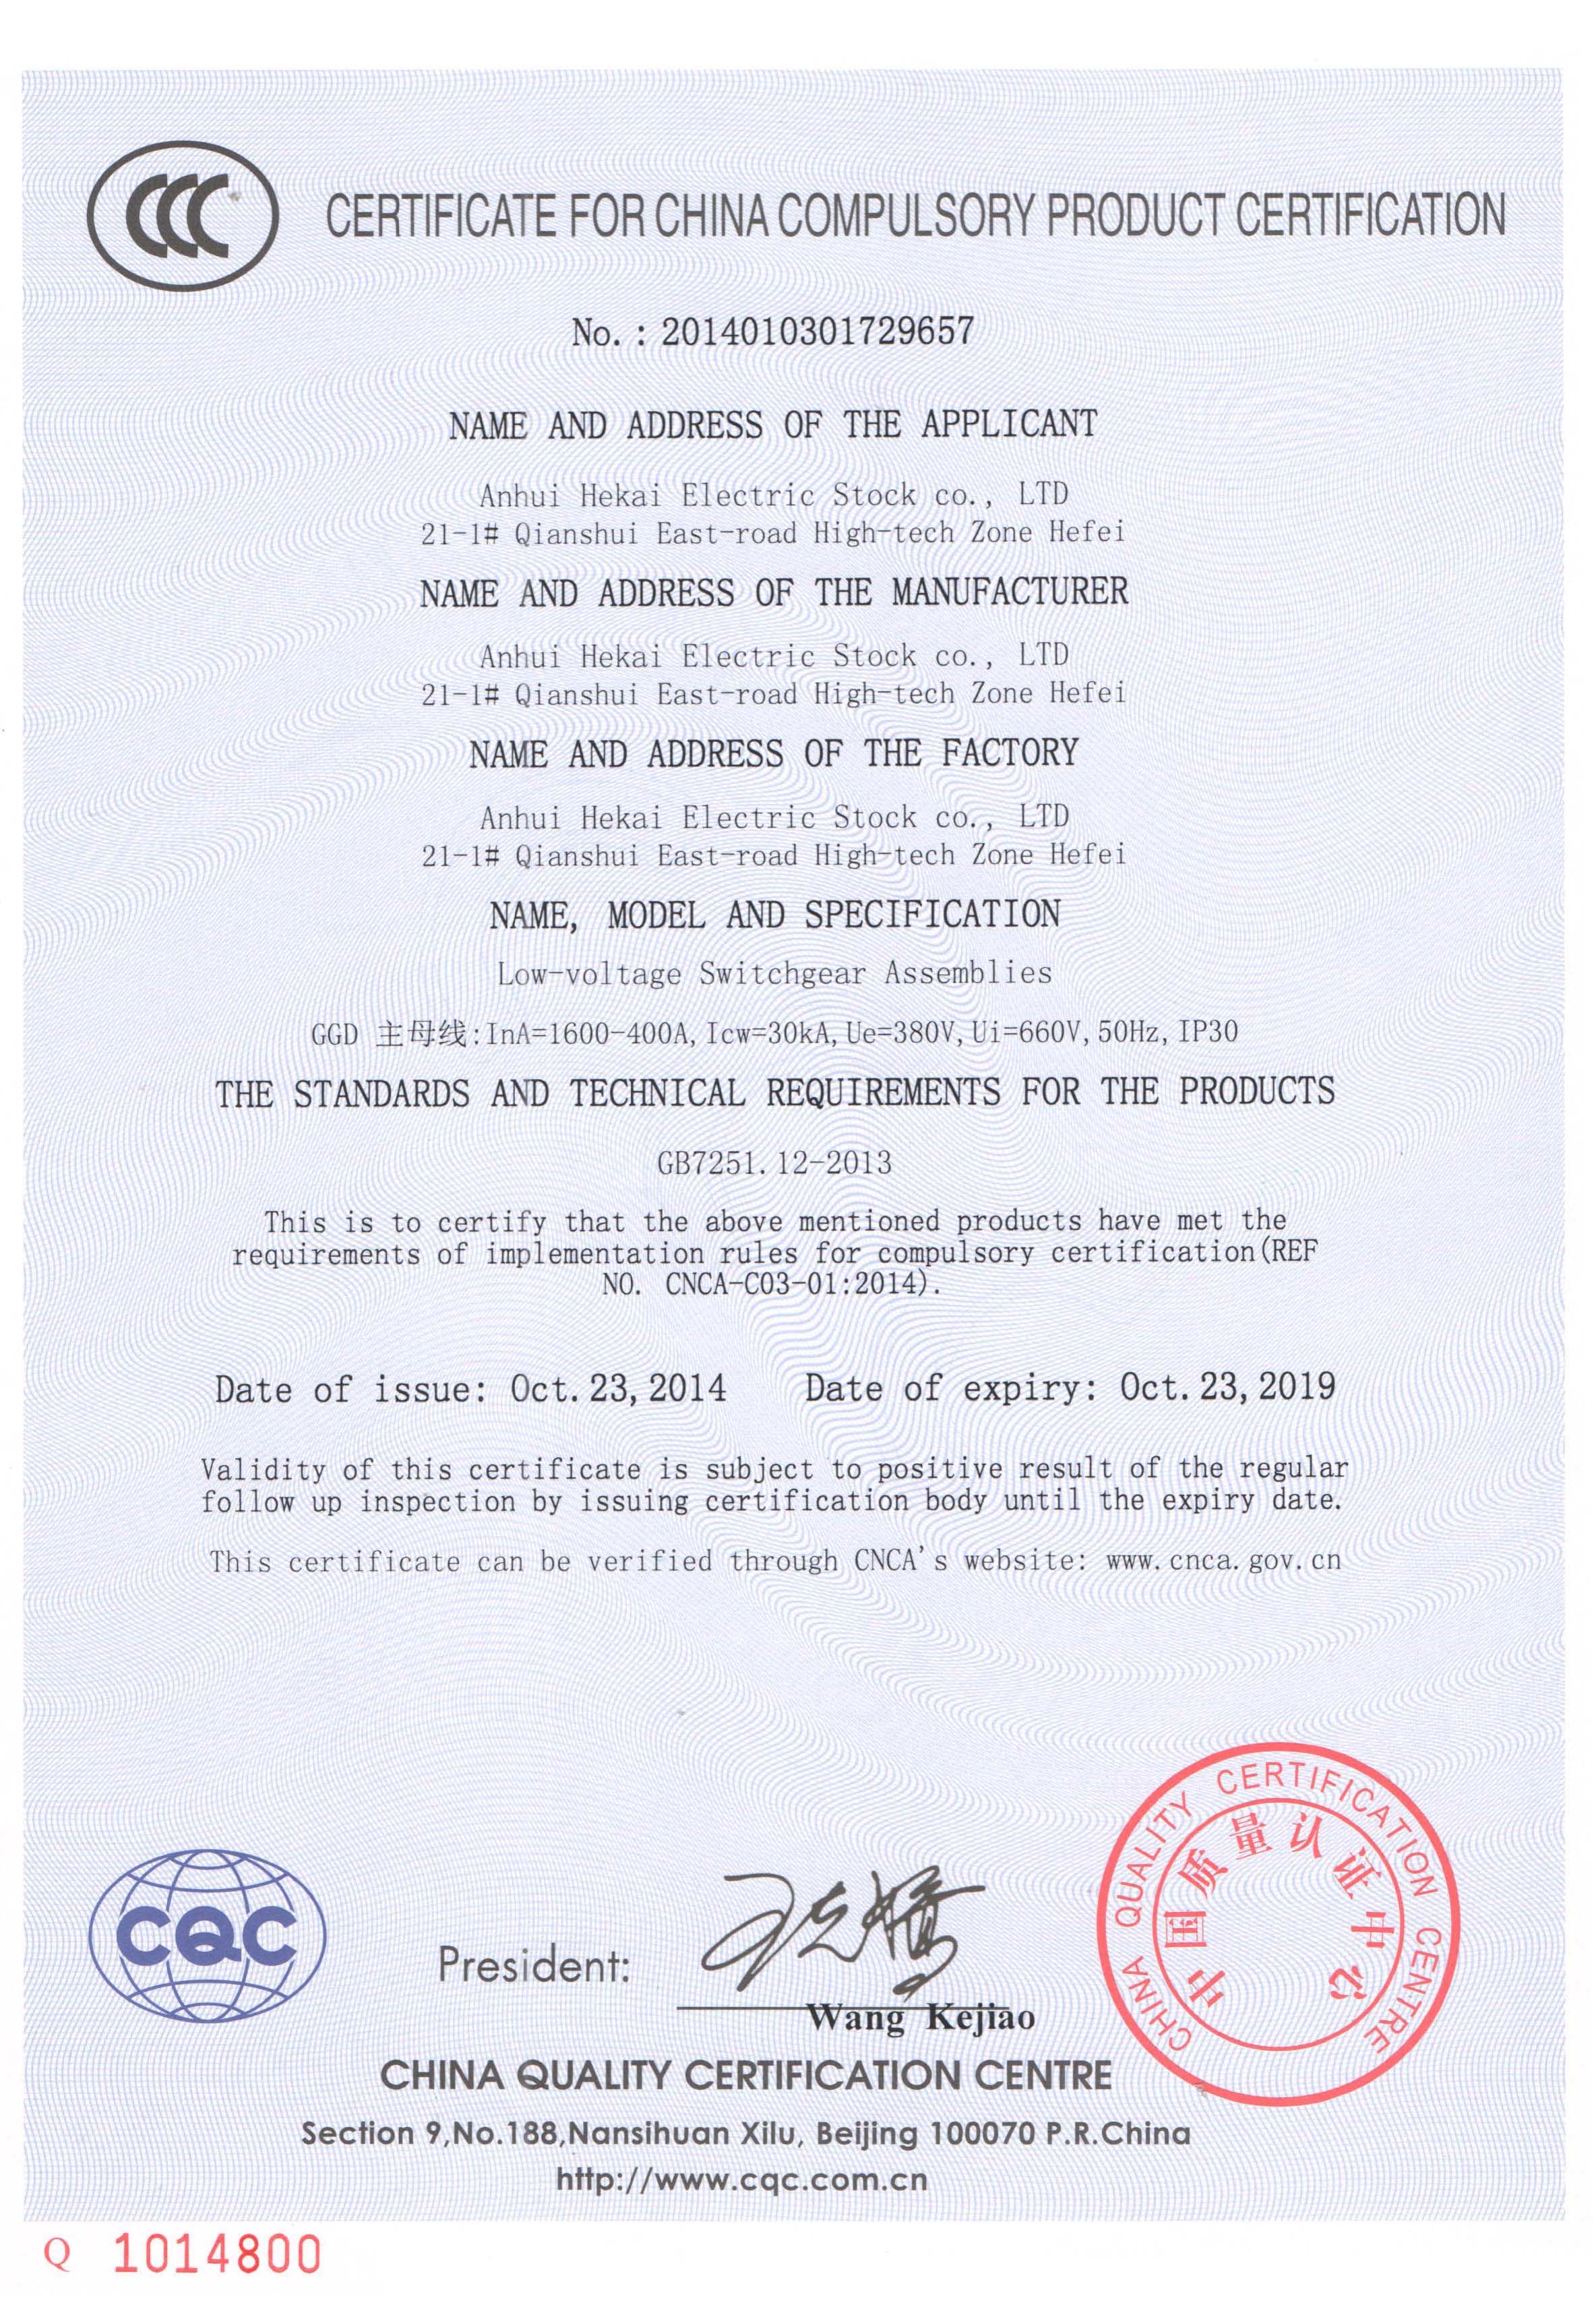 CCC
CERTIFICATE FOR CHINA COMPULSORY PRODUCT CERTIFICATION
No.: 2014010301729657
NAME AND ADDRESS OF THE APPLICANT
Anhui Hekai Electric Stock co., LTD
21-1# Qianshui East-road High-tech Zone Hefei
NAME AND ADDRESS OF THE MANUFACTURER
Anhui Hekai Electric Stock co., LTD
21-1# Qianshui East-road High-tech Zone Hefei
NAME AND ADDRESS OF THE FACTORY
Anhui Hekai Electric Stock co., LTD
21-1# Qianshui East-road High-tech Zone Hefei
NAME, MODEL AND SPECIFICATION
Low-voltage Switchgear Assemblies
GGD 主母线:InA=1600-400A,Icw=30kA,Ue=380V,Ui=660V,50Hz,IP30
THE STANDARDS AND TECHNICAL REQUIREMENTS FOR THE PRODUCTS
GB7251.12-2013
This is to certify that the above mentioned products have met the
requirements of implementation rules for compulsory certification(REF
NO. CNCA-C03-01:2014).
Date of issue: Oct.23,2014 Date of expiry: Oct.23,2019
Validity of this certificate is subject to positive result of the regular
follow up inspection by issuing certification body until the expiry date.
This certificate can be verified through CNCA's website: www.cnca.gov.cn
CHINA QUALITY CERTIFICATION CENTRE
中国质量认证中心
CQC
President:
王克娇
Wang Kejiao
CHINA QUALITY CERTIFICATION CENTRE
Section 9,No.188,Nansihuan Xilu, Beijing 100070 P.R.China
http://www.cqc.com.cn
Q 1014800